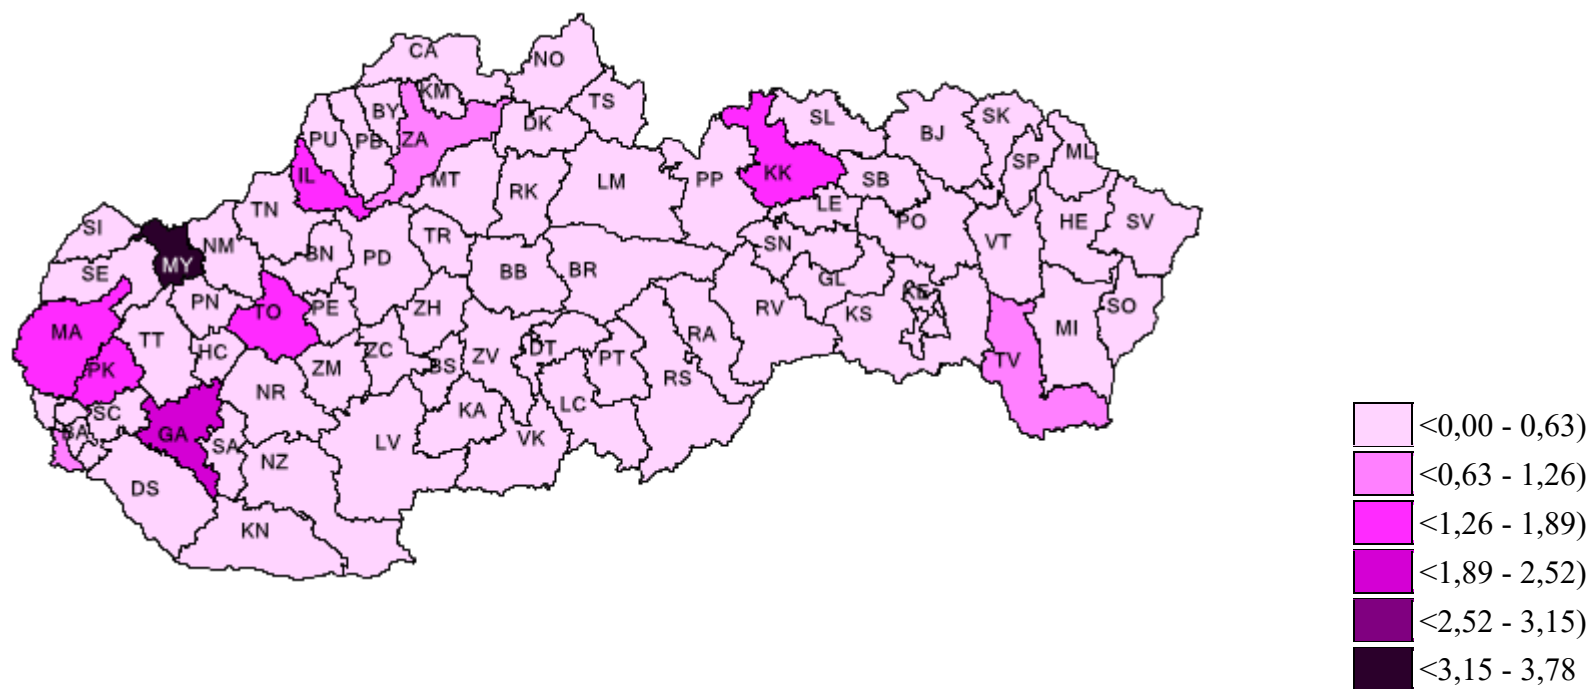 CA
NO
KM
TS
BY
PU
PB
ZA
DK
SL
BJ
SK
SP
ML
IL
MT
RK
LM
PP
KK
SB
LE
PO
VT
HE
SV
SI
TN
NM
MY
SE
BN
PD
TR
BB
BR
SN
GL
RV
KS
SO
MI
MA
PN
TO
PE
ZH
TT
HC
ZM
ZC
BS
ZV
DT
PT
RA
RS
TV
PK
NR
KA
LC
VK
SC
BA
GA
SA
NZ
LV
DS
KN
<0,00 - 0,63)
<0,63 - 1,26)
<1,26 - 1,89)
<1,89 - 2,52)
<2,52 - 3,15)
<3,15 - 3,78